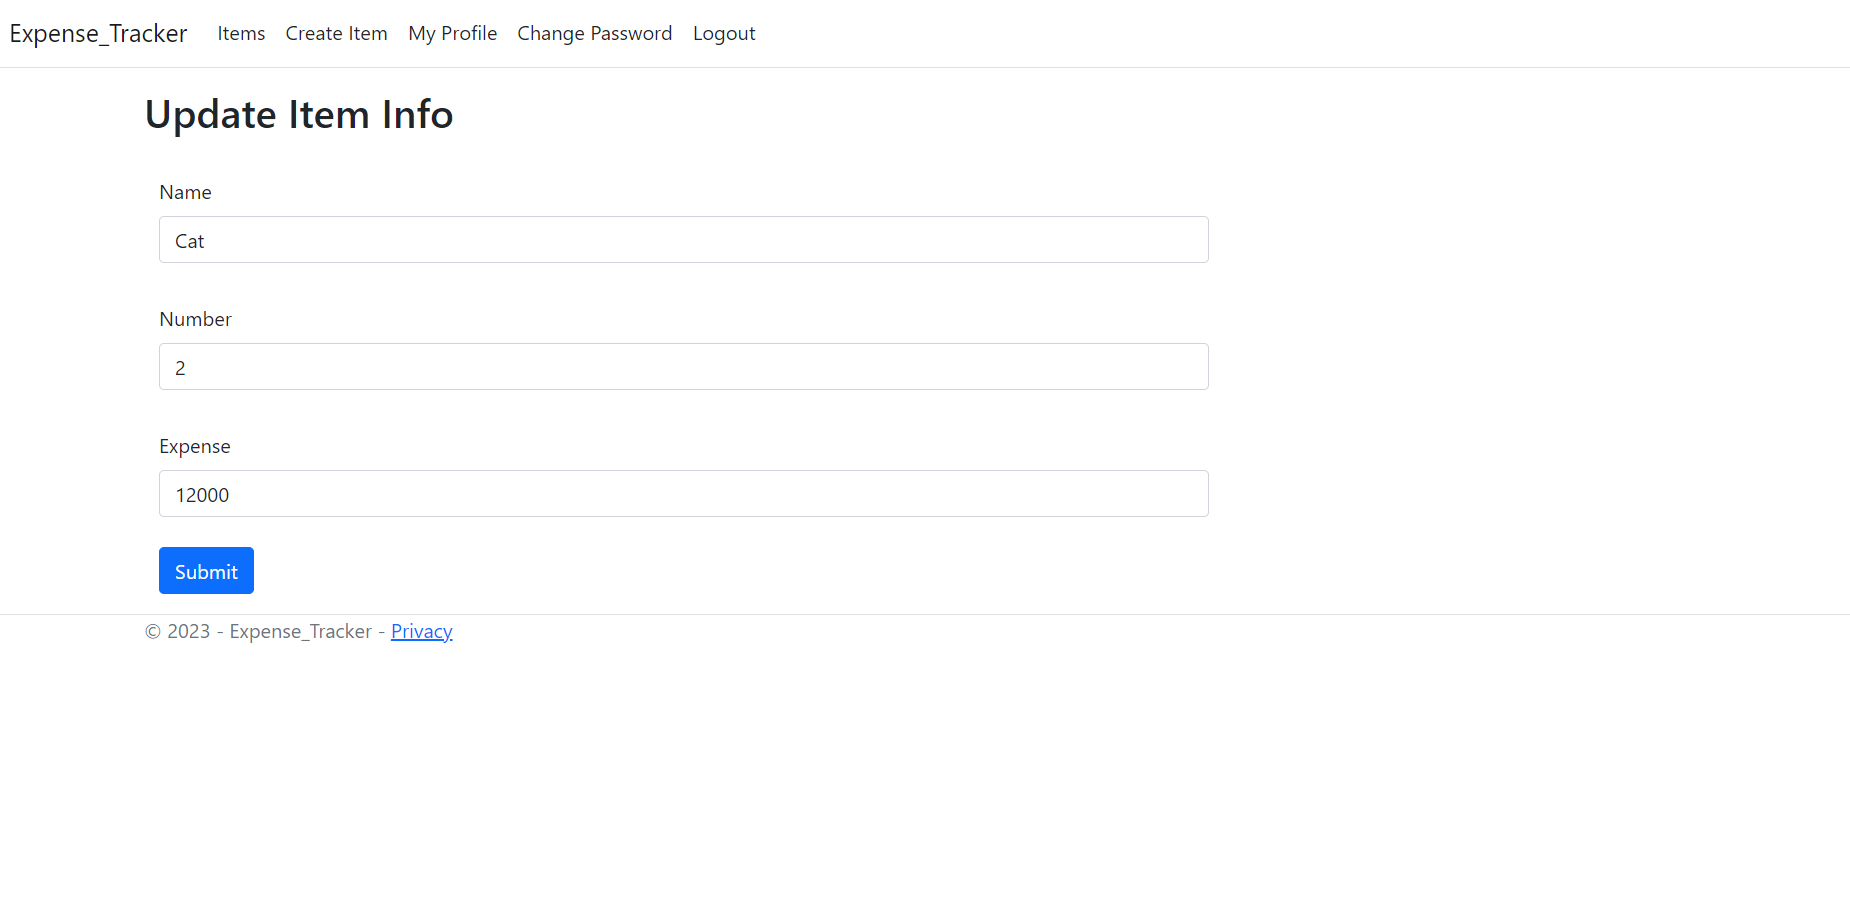 Expense_Tracker Items Create Item My Profile Change Password Logout
Update Item Info
Name
Cat
Number
2
Expense
12000
Submit
© 2023 - Expense_Tracker - Privacy